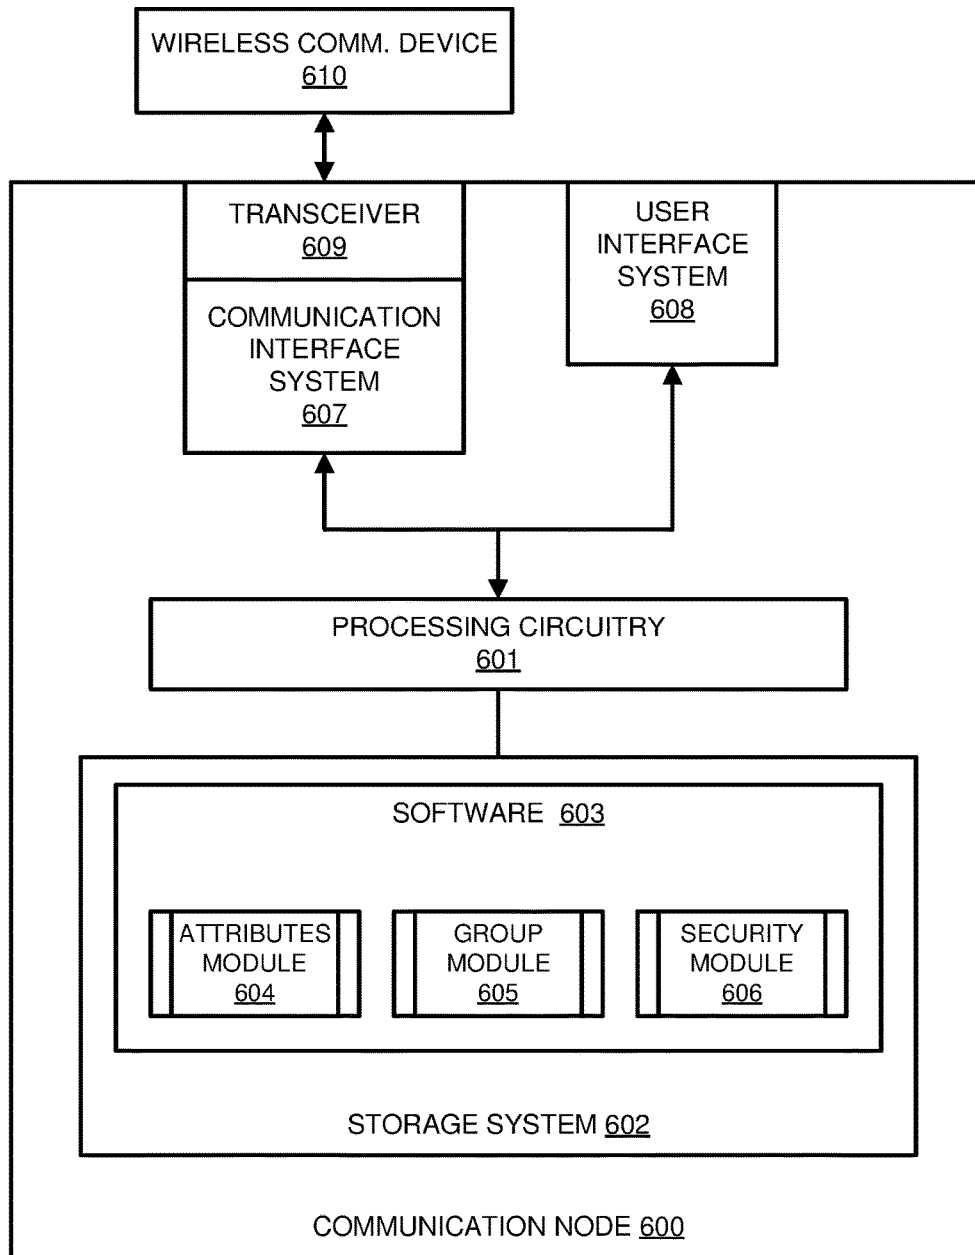 WIRELESS COMM. DEVICE
610
TRANSCEIVER
609
COMMUNICATION
INTERFACE
SYSTEM
607
USER
INTERFACE
SYSTEM
608
PROCESSING CIRCUITRY
601
SOFTWARE 603
ATTRIBUTES
MODULE
604
GROUP
MODULE
605
SECURITY
MODULE
606
STORAGE SYSTEM 602
COMMUNICATION NODE 600